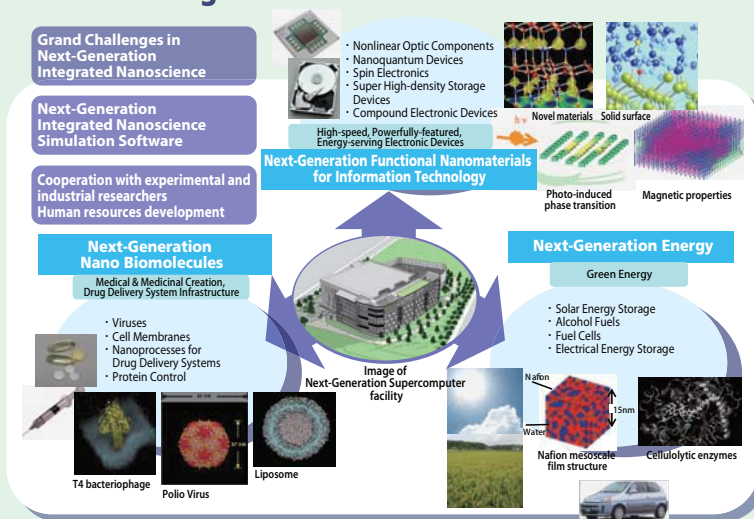 Grand Challenges in
Next-Generation
Integrated Nanoscience
Next-Generation
Integrated Nanoscience
Simulation Software
Cooperation with experimental and
industrial researchers
Human resources development
・Nonlinear Optic Components
・Nanoquantum Devices
・Spin Electronics
・Super High-density Storage
Devices
・Compound Electronic Devices
High-speed, Powerfully-featured,
Energy-serving Electronic Devices
Next-Generation Functional Nanomaterials
for Information Technology
Novel materials
Solid surface
hν
Photo-induced
phase transition
Magnetic properties
Next-Generation
Nano Biomolecules
Medical & Medicinal Creation,
Drug Delivery System Infrastructure
・Viruses
・Cell Membranes
・Nanoprocesses for
Drug Delivery Systems
・Protein Control
T4 bacteriophage
Polio Virus
Liposome
Image of
Next-Generation Supercomputer
facility
Next-Generation Energy
Green Energy
・Solar Energy Storage
・Alcohol Fuels
・Fuel Cells
・Electrical Energy Storage
Nafion
15nm
Water
Nafion mesoscale
film structure
Cellulolytic enzymes